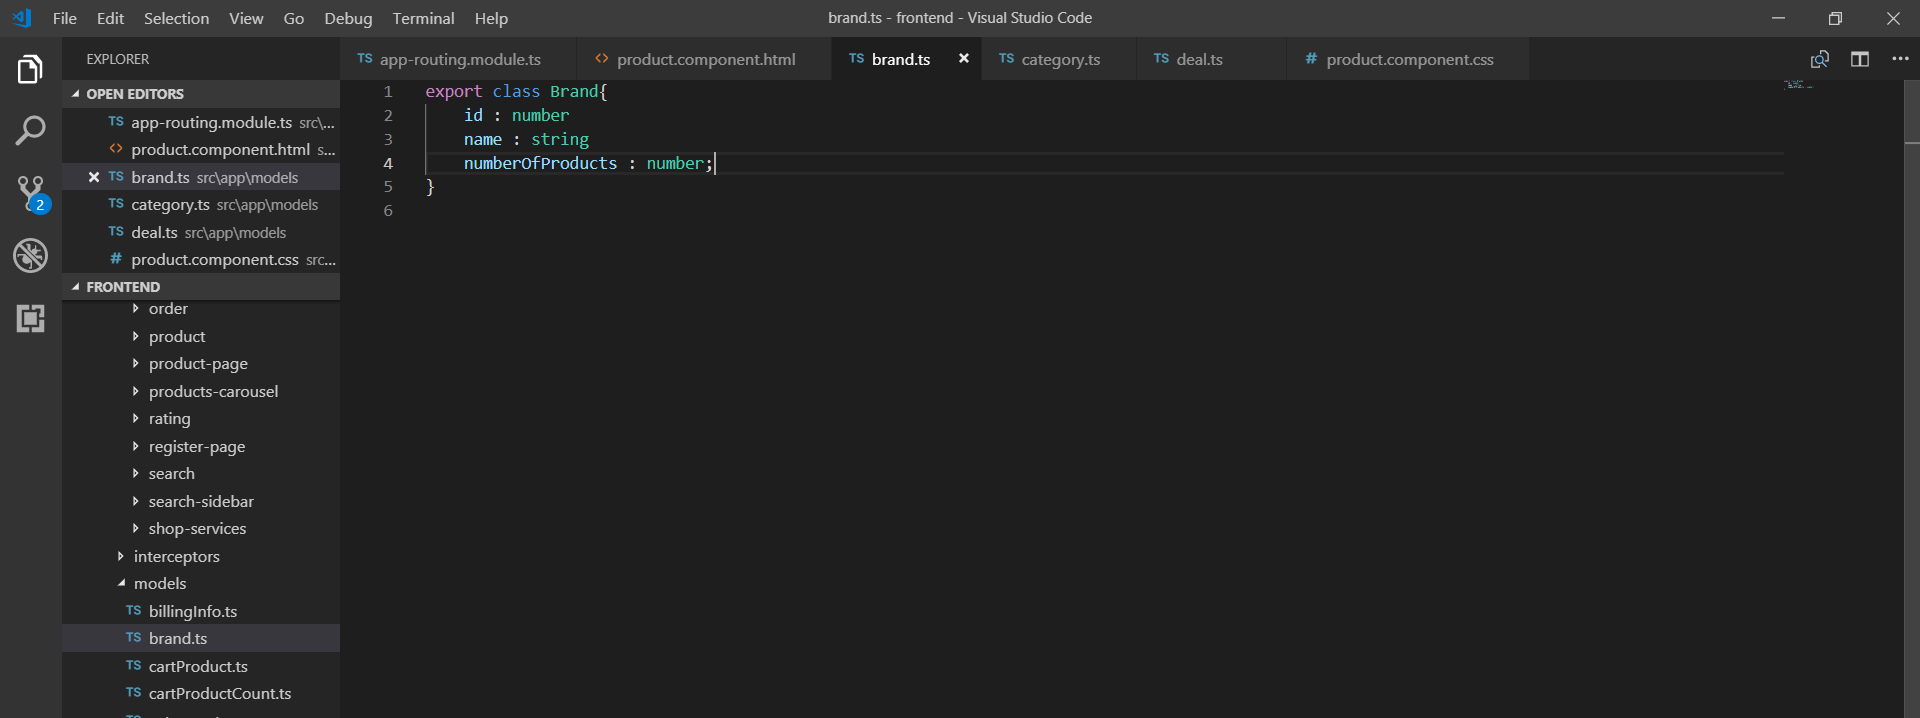 File Edit Selection View Go Debug Terminal Help
brand.ts - frontend - Visual Studio Code
EXPLORER
OPEN EDITORS
TS app-routing.module.ts src\...
<> product.component.html s...
TS brand.ts src\app\models
TS category.ts src\app\models
TS deal.ts src\app\models
# product.component.css src...
2
FRONTEND
order
product
product-page
products-carousel
rating
register-page
search
search-sidebar
shop-services
interceptors
models
TS billingInfo.ts
TS brand.ts
TS cartProduct.ts
TS cartProductCount.ts
TS app-routing.module.ts
<> product.component.html
TS brand.ts
TS category.ts
TS deal.ts
# product.component.css
1 export class Brand{
2 id : number
3 name : string
4 numberOfProducts : number;
5 }
6